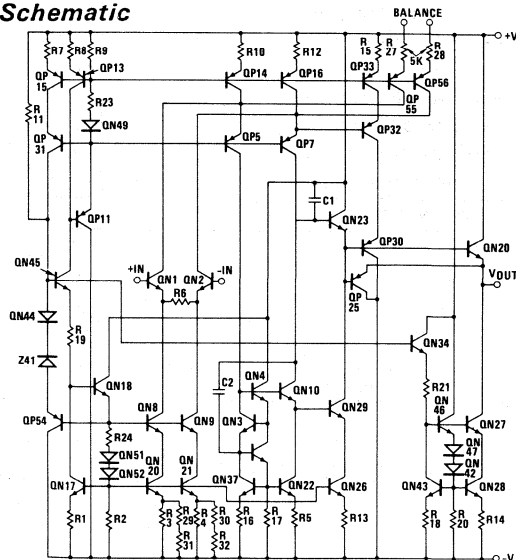 Schematic
BALANCE
+V
R7 R8 R9 R10 R12 R 15 R 27 5K R 28
QP 15 QP13 QP14 QP16 QP33 QP 55 QP56
R 11 R23
QN49
QP 31 QP5 QP7 QP32
QP11 C1 QN23
QP30 QN20
QN45 +IN QN1 QN2 -IN
R6 QP 25 VOUT
QN44
R 19 QN34
Z41
QN18 C2 QN4 QN10 R21
QP54 QN8 QN9 QN3 QN29 QN 46 QN27
R24
QN51 QN 20 QN 21 QN 47
QN52 QN 42
QN17 QN37 QN22 QN26 QN43 QN28
R1 R2 R 3 R 29 R 4 R 30 R 16 R 17 R5 R13 R 18 R 20 R14
R 31 R 32
-V